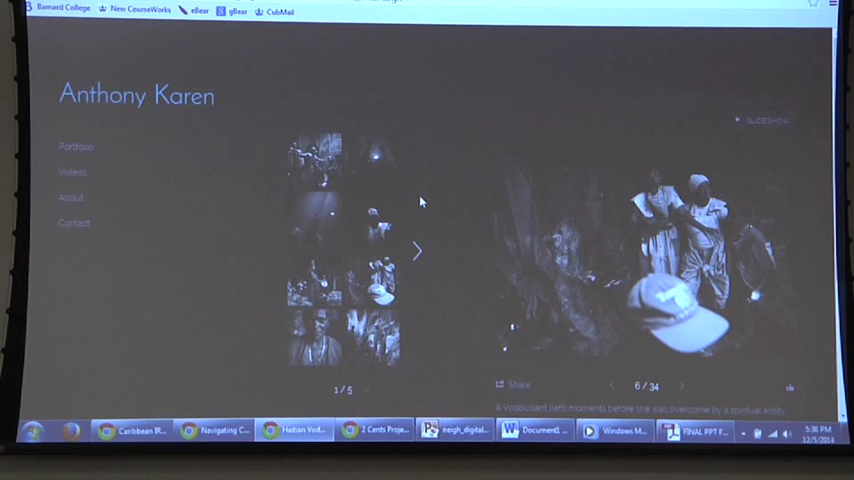 Barnard College New CourseWorks eBear gBear CubMail
Anthony Karen
SLIDESHOW
Portfolio
Videos
About
Contact
1/5
Share
6 / 34
A Vodouisant (left) moments before she was overcome by a spiritual entity.
Caribbean IR...
Navigating C...
Haitian Vod...
2 Cents Proje...
neigh_digital...
Document1 ...
Windows M...
FINAL PPT F...
5:36 PM
12/5/2014